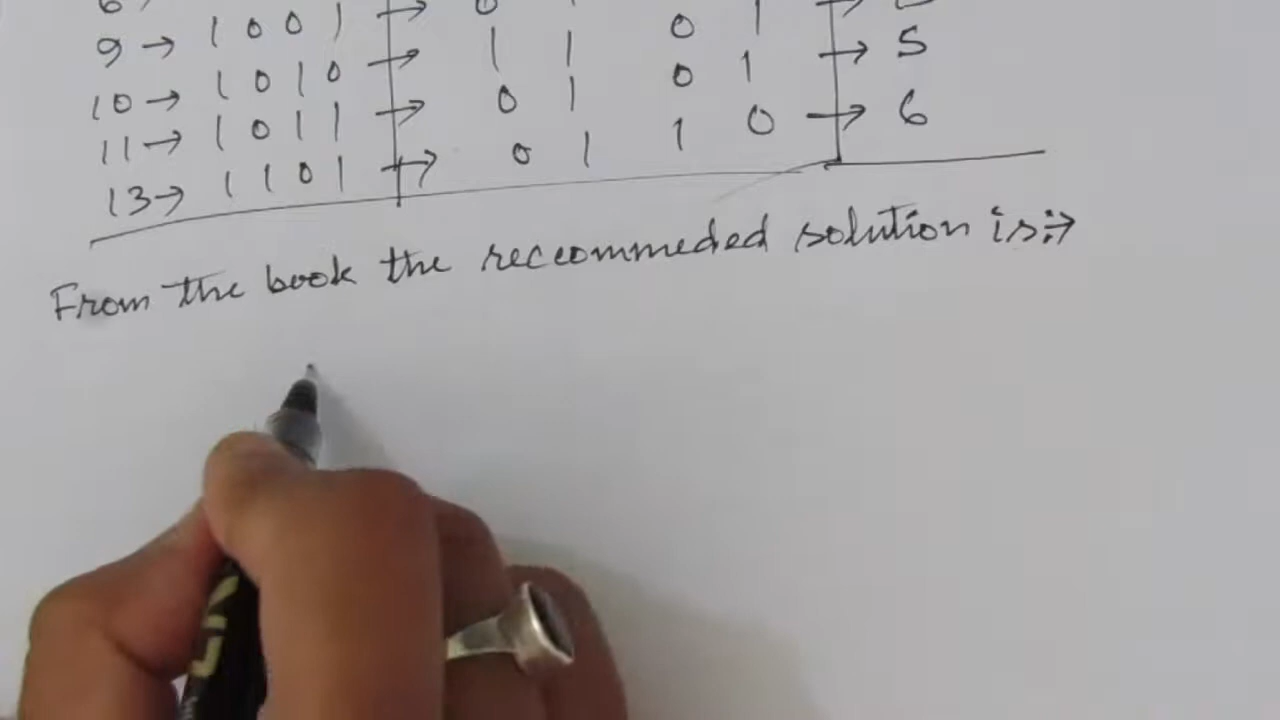 9 → 1 0 0 1 → 0
10 → 1 0 1 0 → 1 1 0 1 →
11 → 1 0 1 1 → 0 1 0 1 → 5
13 → 1 1 0 1 → 0 1 1 0 → 6
From the book the reccommeded solution is:→